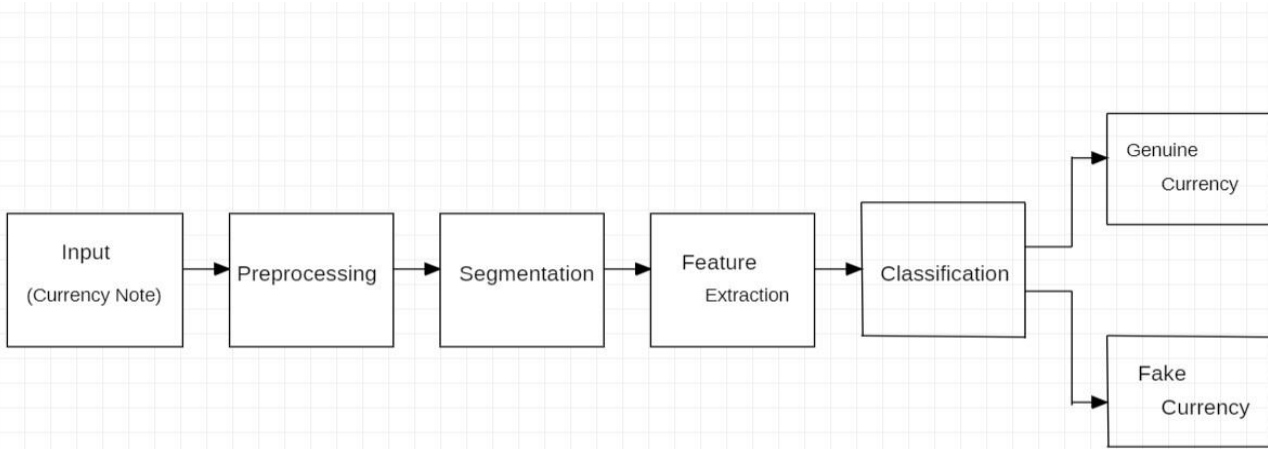 Input
(Currency Note)
Preprocessing
Segmentation
Feature
Extraction
Classification
Genuine
Currency
Fake
Currency